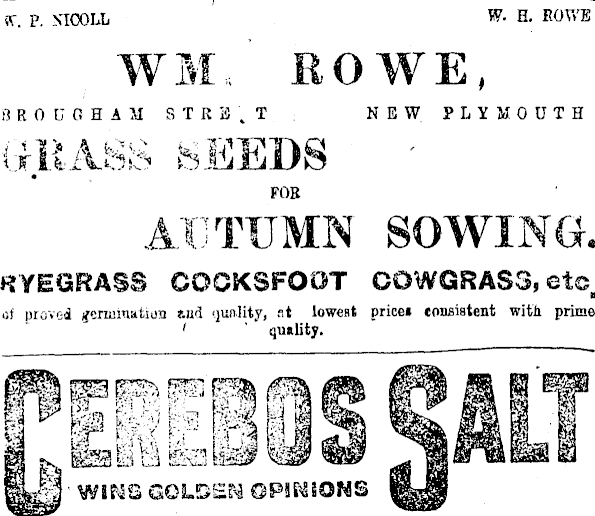 W. P. NICOLL W. H. ROWE
WM. ROWE,
BROUGHAM STREET NEW PLYMOUTH
GRASS SEEDS
FOR
AUTUMN SOWING.
RYEGRASS COCKSFOOT COWGRASS, etc
of proved germination and quality, at lowest prices consistent with prime
quality.
CEREBOS SALT
WINS GOLDEN OPINIONS